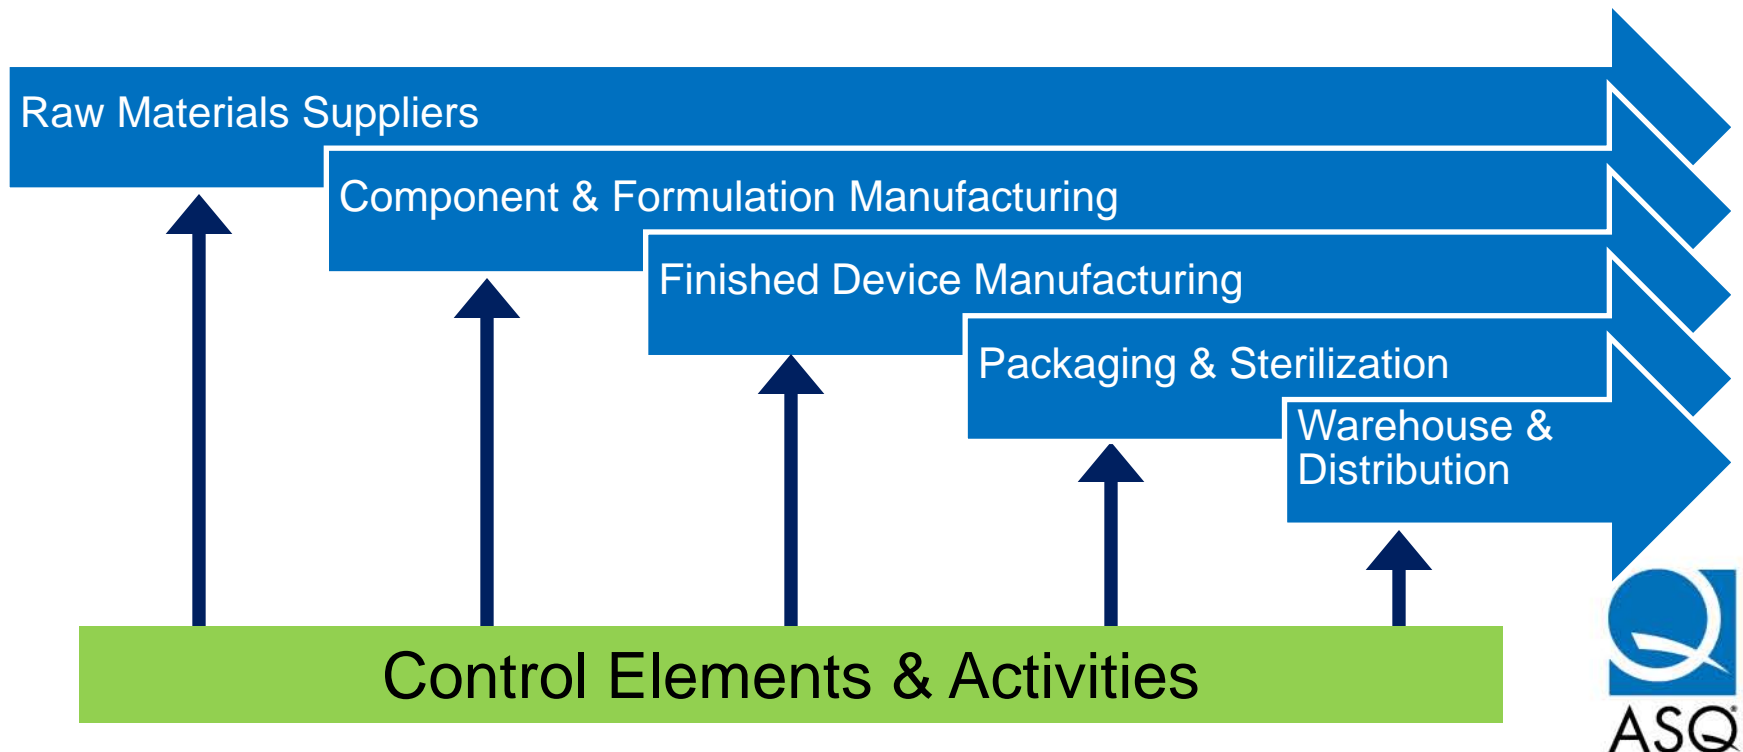 Raw Materials Suppliers
Component & Formulation Manufacturing
Finished Device Manufacturing
Packaging & Sterilization
Warehouse &
Distribution
Control Elements & Activities
ASQ®